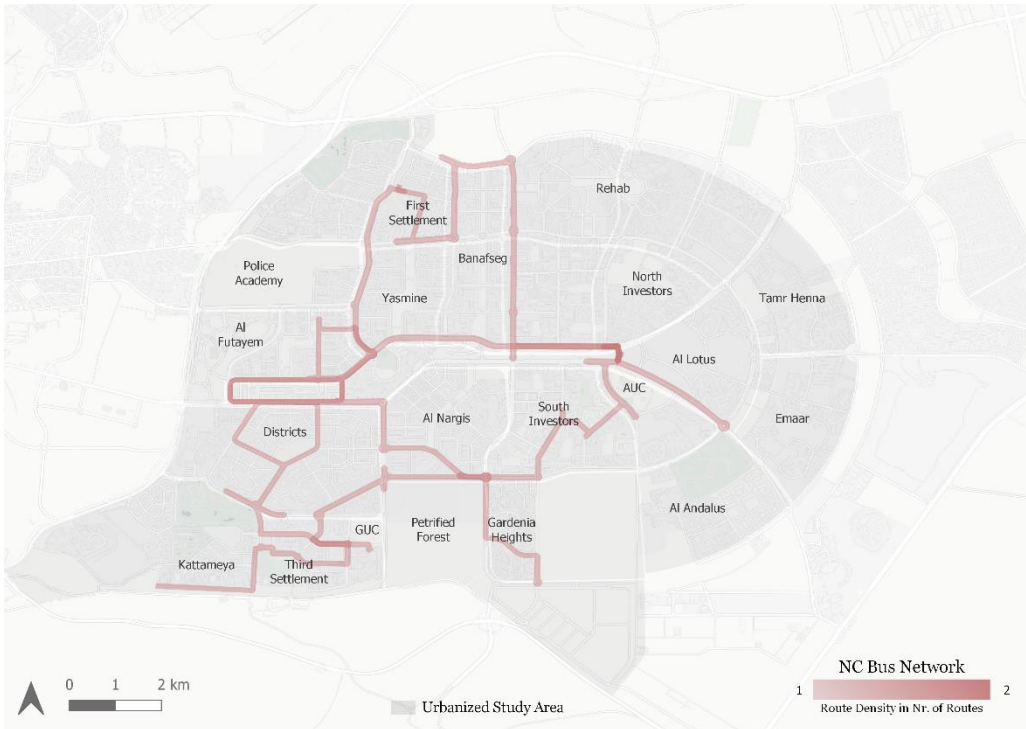 Rehab
First
Settlement
Banafseg
Police
Academy
North
Investors
Tamr Henna
Yasmine
Al
Futayem
Al Lotus
AUC
Al Nargis
South
Investors
Emaar
Districts
Al Andalus
GUC
Petrified
Forest
Gardenia
Heights
Kattameya
Third
Settlement
NC Bus Network
0 1 2 km
1 2
Urbanized Study Area
Route Density in Nr. of Routes